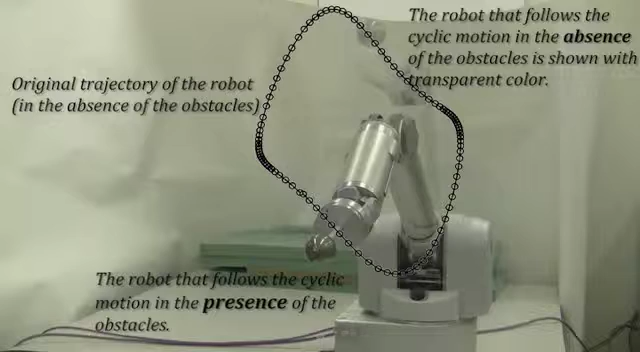 The robot that follows the
cyclic motion in the absence
of the obstacles is shown with
transparent color.
Original trajectory of the robot
(in the absence of the obstacles)
The robot that follows the cyclic
motion in the presence of the
obstacles.